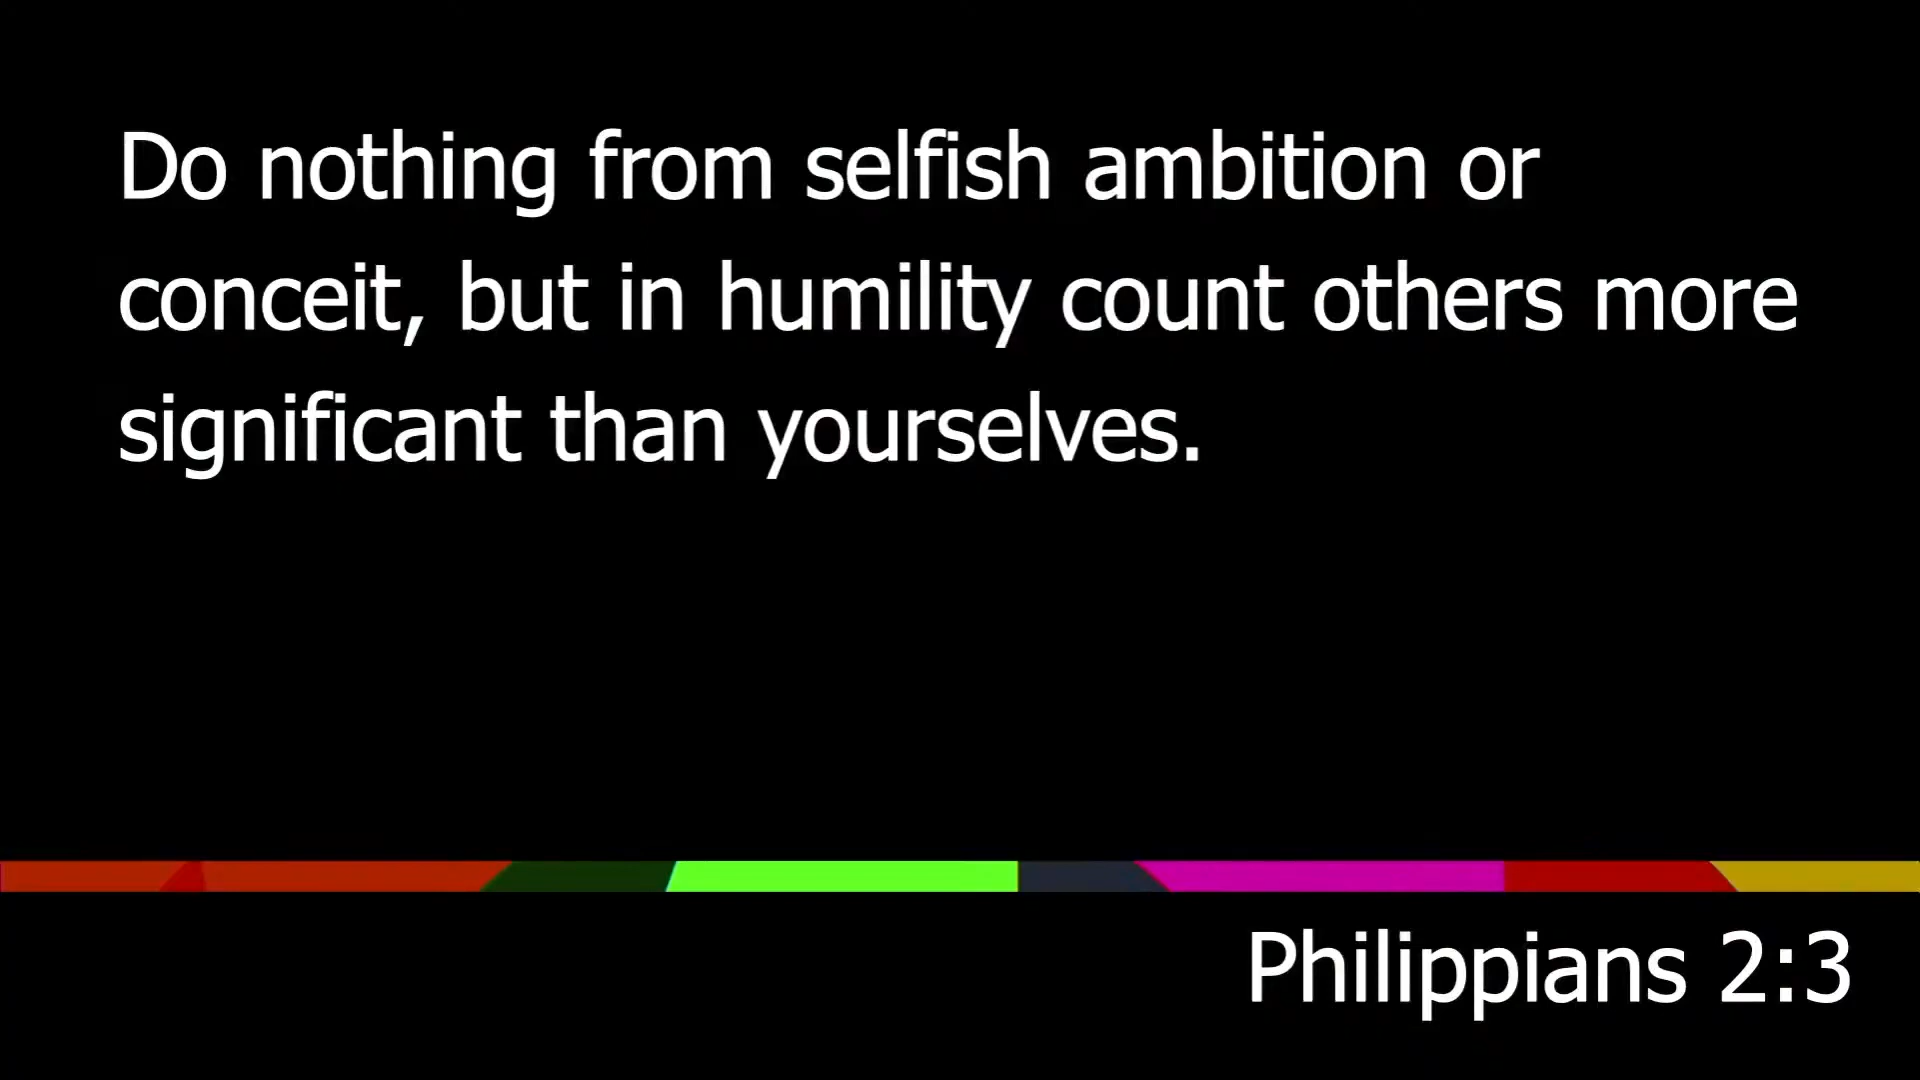 Do nothing from selfish ambition or
conceit, but in humility count others more
significant than yourselves.
Philippians 2:3